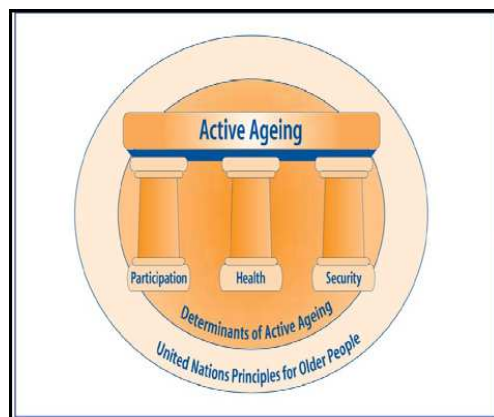 Active Ageing
Participation
Health
Security
Determinants of Active Ageing
United Nations Principles for Older People